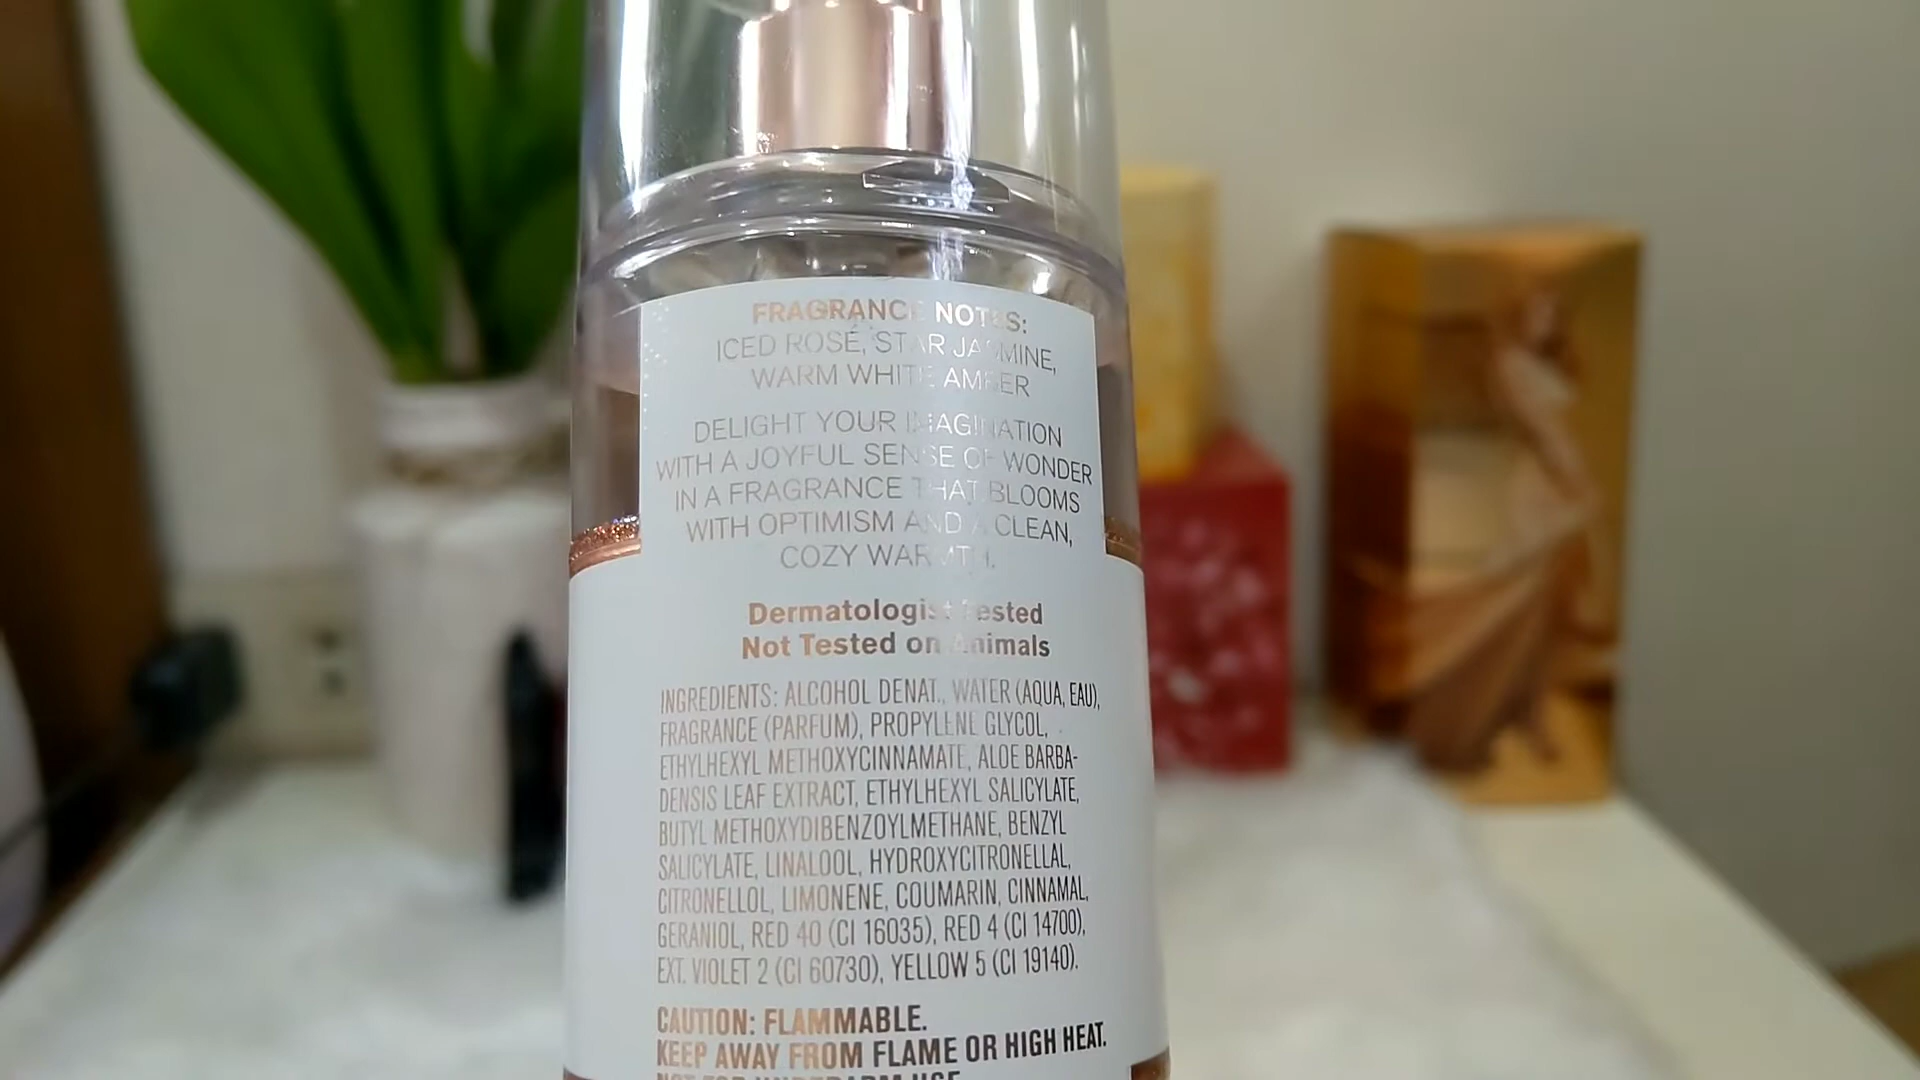 FRAGRANCE NOTES:
ICED ROSÉ, STAR JASMINE,
WARM WHITE AMBER
DELIGHT YOUR IMAGINATION
WITH A JOYFUL SENSE OF WONDER
IN A FRAGRANCE THAT BLOOMS
WITH OPTIMISM AND A CLEAN,
COZY WARMTH.
Dermatologist Tested
Not Tested on Animals
INGREDIENTS: ALCOHOL DENAT., WATER (AQUA, EAU),
FRAGRANCE (PARFUM), PROPYLENE GLYCOL,
ETHYLHEXYL METHOXYCINNAMATE, ALOE BARBA-
DENSIS LEAF EXTRACT, ETHYLHEXYL SALICYLATE,
BUTYL METHOXYDIBENZOYLMETHANE, BENZYL
SALICYLATE, LINALOOL, HYDROXYCITRONELLAL,
CITRONELLOL, LIMONENE, COUMARIN, CINNAMAL,
GERANIOL, RED 40 (CI 16035), RED 4 (CI 14700),
EXT. VIOLET 2 (CI 60730), YELLOW 5 (CI 19140).
CAUTION: FLAMMABLE.
KEEP AWAY FROM FLAME OR HIGH HEAT.
NOT FOR UNDERARM USE